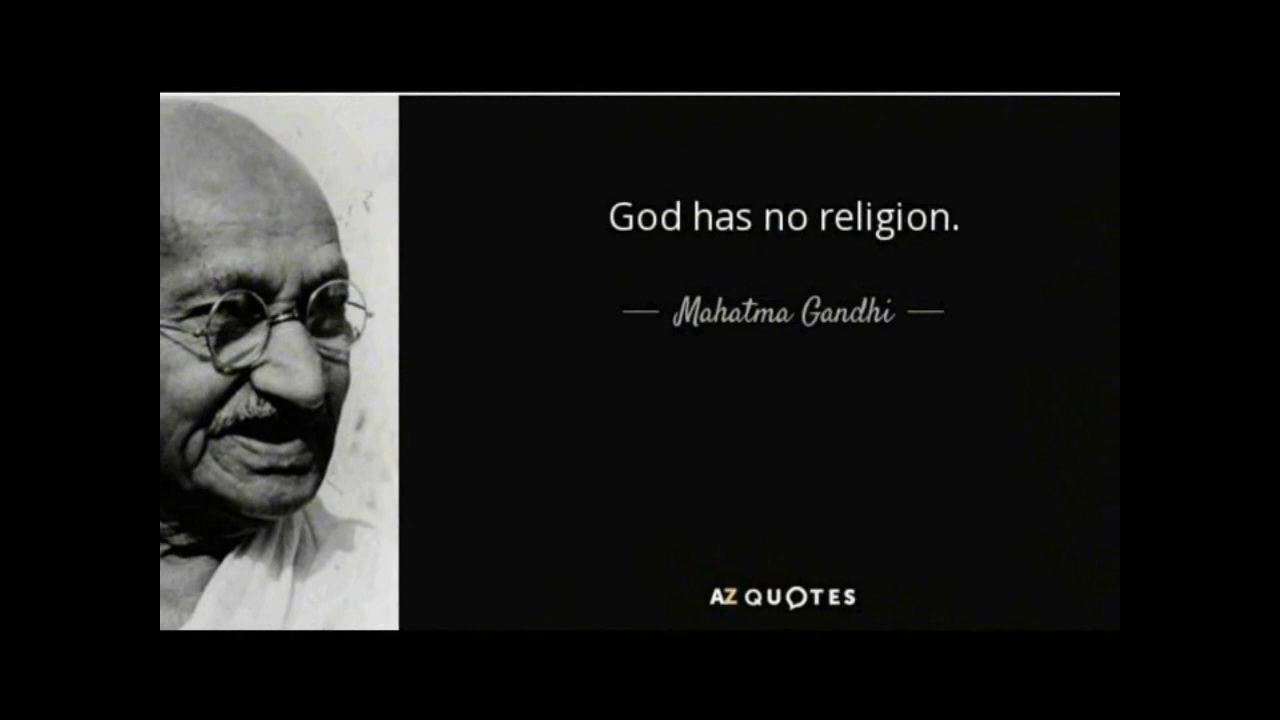 God has no religion.
— Mahatma Gandhi —
AZ QUOTES